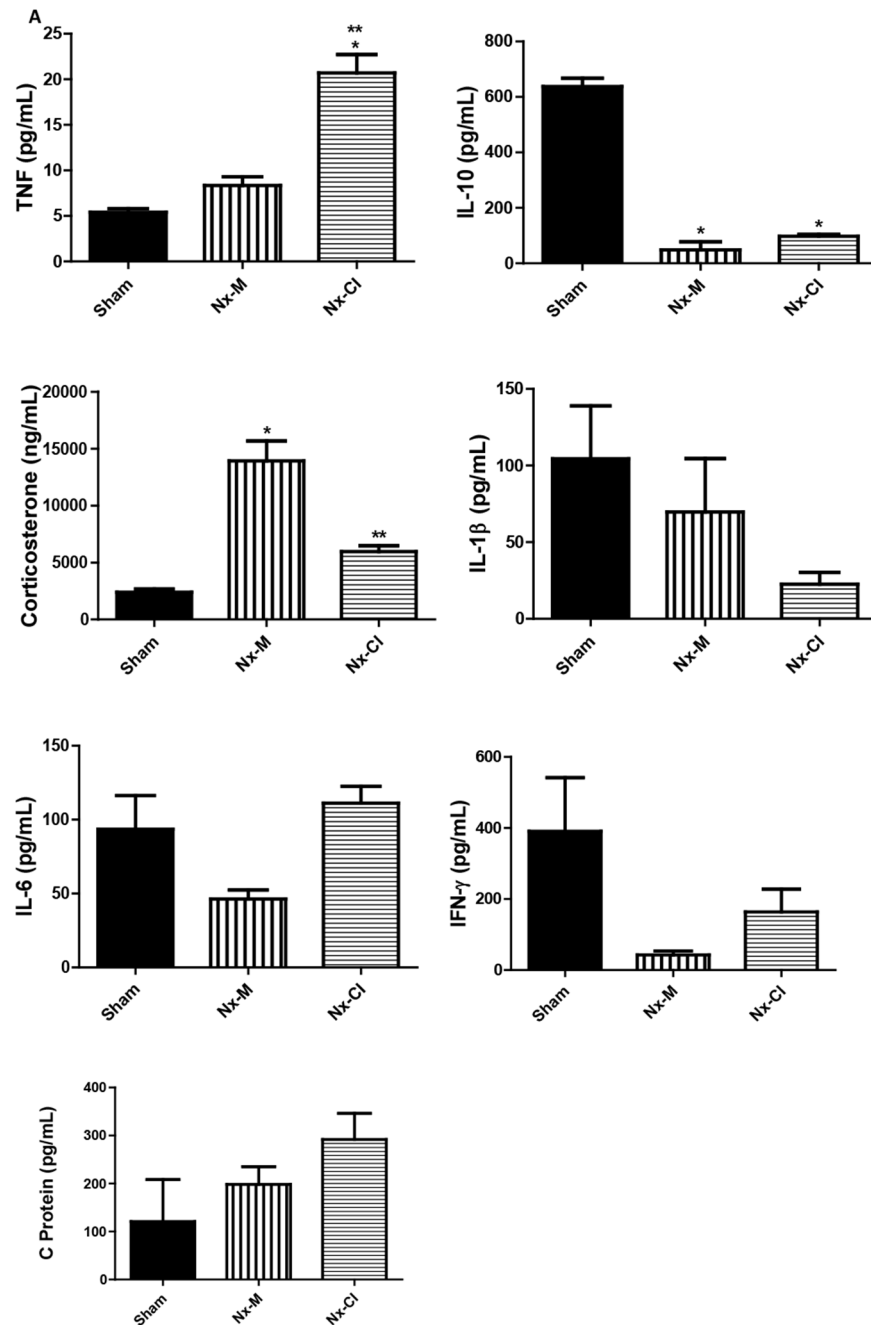 A
TNF (pg/mL)
25
20
15
10
5
0
**
*
Sham
Nx-M
Nx-Cl
IL-10 (pg/mL)
800
600
400
200
0
*
*
Sham
Nx-M
Nx-Cl
Corticosterone (ng/mL)
20000
15000
10000
5000
0
*
**
Sham
Nx-M
Nx-Cl
IL-1β (pg/mL)
150
100
50
0
Sham
Nx-M
Nx-Cl
IL-6 (pg/mL)
150
100
50
0
Sham
Nx-M
Nx-Cl
IFN-γ (pg/mL)
600
400
200
0
Sham
Nx-M
Nx-Cl
C Protein (pg/mL)
400
300
200
100
0
Sham
Nx-M
Nx-Cl